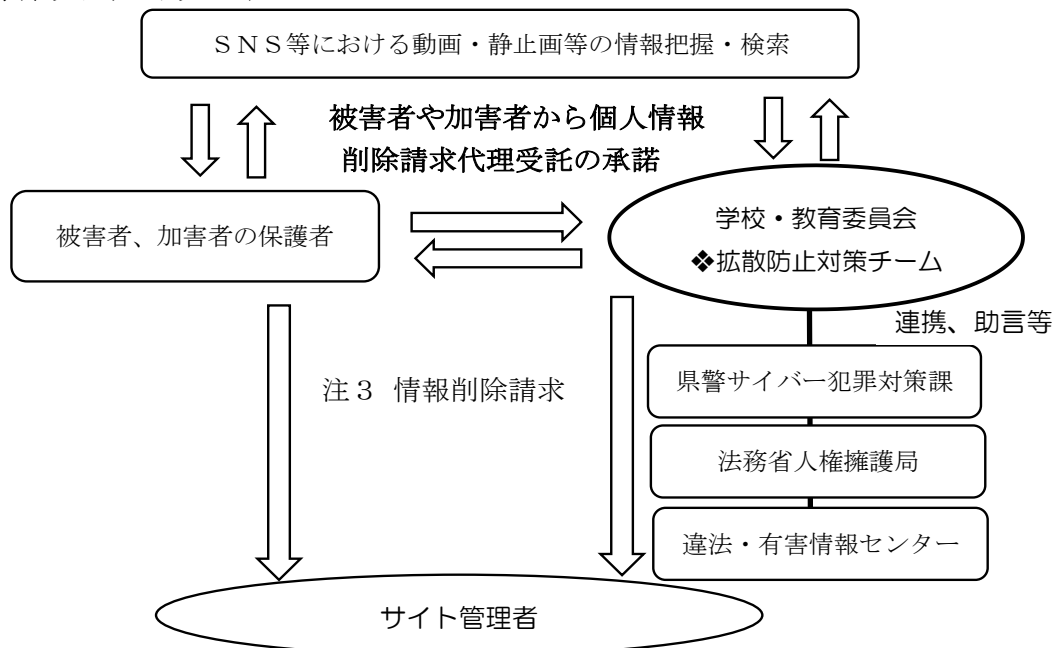 ＳＮＳ等における動画・静止画等の情報把握・検索
被害者や加害者から個人情報
削除請求代理受託の承諾
被害者、加害者の保護者
学校・教育委員会
❖拡散防止対策チーム
連携、助言等
県警サイバー犯罪対策課
注３ 情報削除請求
法務省人権擁護局
違法・有害情報センター
サイト管理者